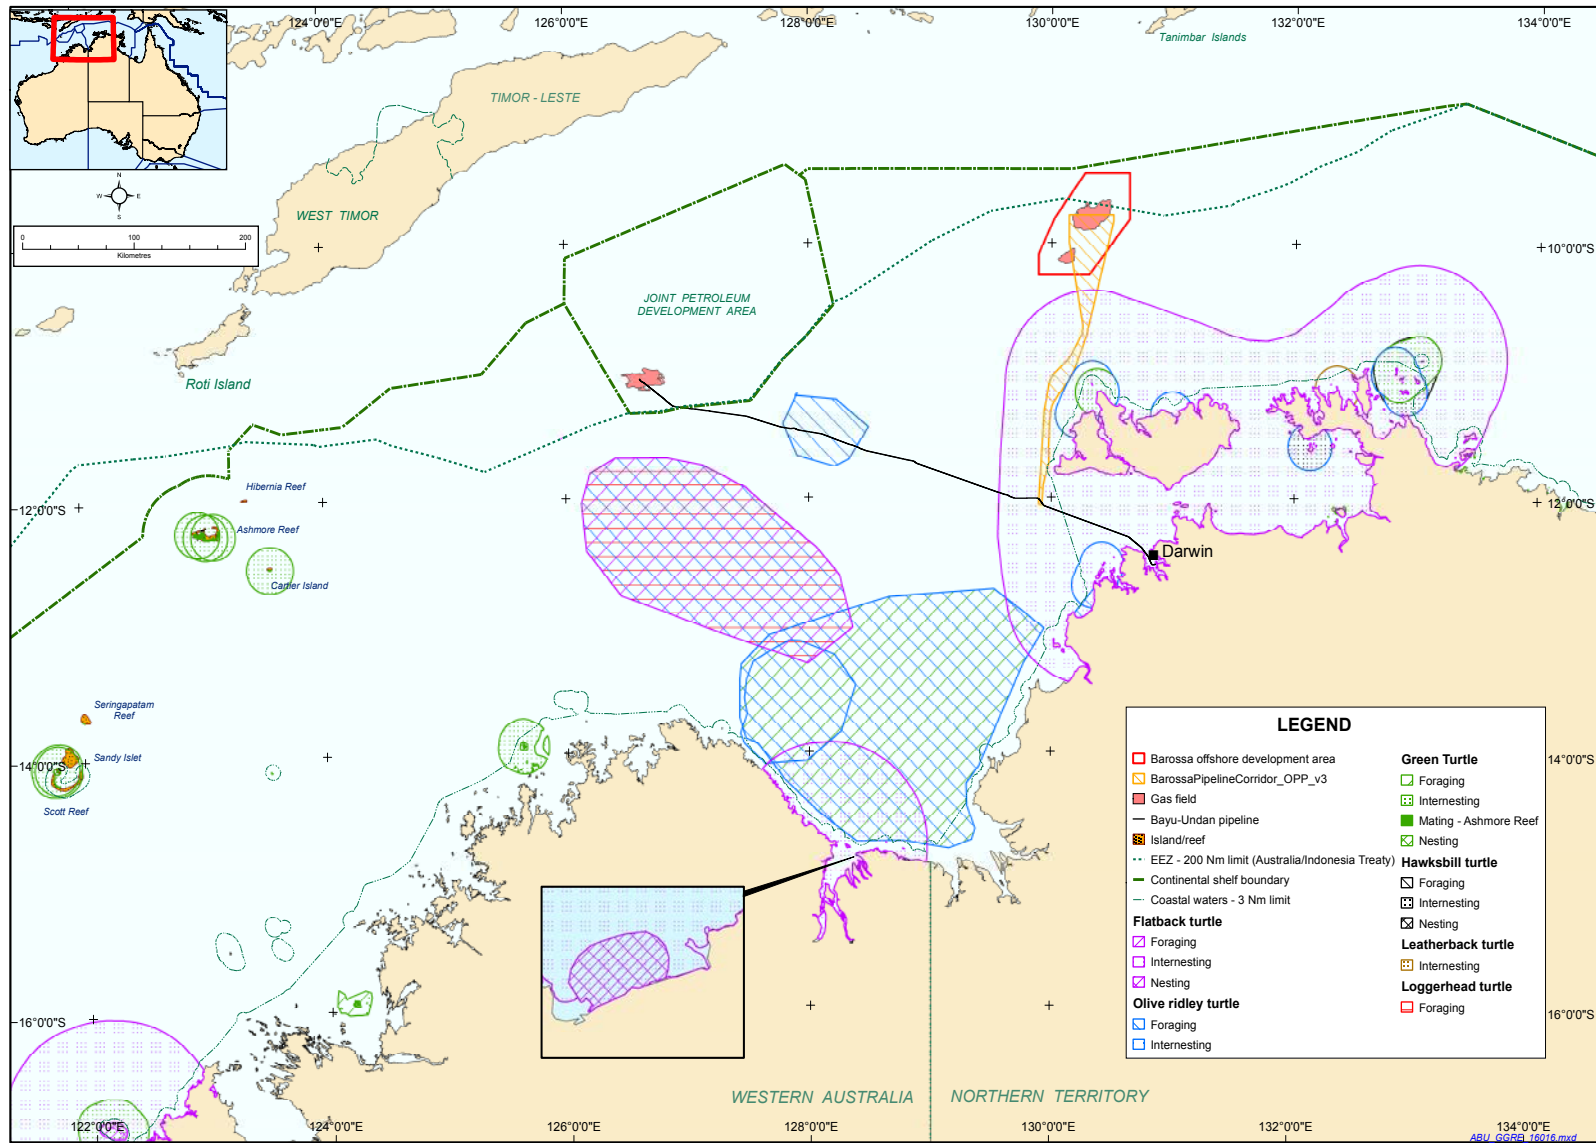 124°0'0"E
126°0'0"E
128°0'0"E
130°0'0"E
132°0'0"E
134°0'0"E
Tanimbar Islands
TIMOR - LESTE
N
W
E
S
WEST TIMOR
0
100
200
Kilometres
10°0'0"S
JOINT PETROLEUM
DEVELOPMENT AREA
Roti Island
Hibernia Reef
12°0'0"S
12°0'0"S
Ashmore Reef
Darwin
Cartier Island
Seringapatam
Reef
Sandy Islet
14°0'0"S
14°0'0"S
Scott Reef
LEGEND
Barossa offshore development area
BarossaPipelineCorridor_OPP_v3
Gas field
Bayu-Undan pipeline
Island/reef
EEZ - 200 Nm limit (Australia/Indonesia Treaty)
Continental shelf boundary
Coastal waters - 3 Nm limit
Flatback turtle
Foraging
Internesting
Nesting
Olive ridley turtle
Foraging
Internesting
Green Turtle
Foraging
Internesting
Mating - Ashmore Reef
Nesting
Hawksbill turtle
Foraging
Internesting
Nesting
Leatherback turtle
Internesting
Loggerhead turtle
Foraging
16°0'0"S
16°0'0"S
WESTERN AUSTRALIA
NORTHERN TERRITORY
122°0'0"E
124°0'0"E
126°0'0"E
128°0'0"E
130°0'0"E
132°0'0"E
134°0'0"E
ABU_GGRE_16016.mxd